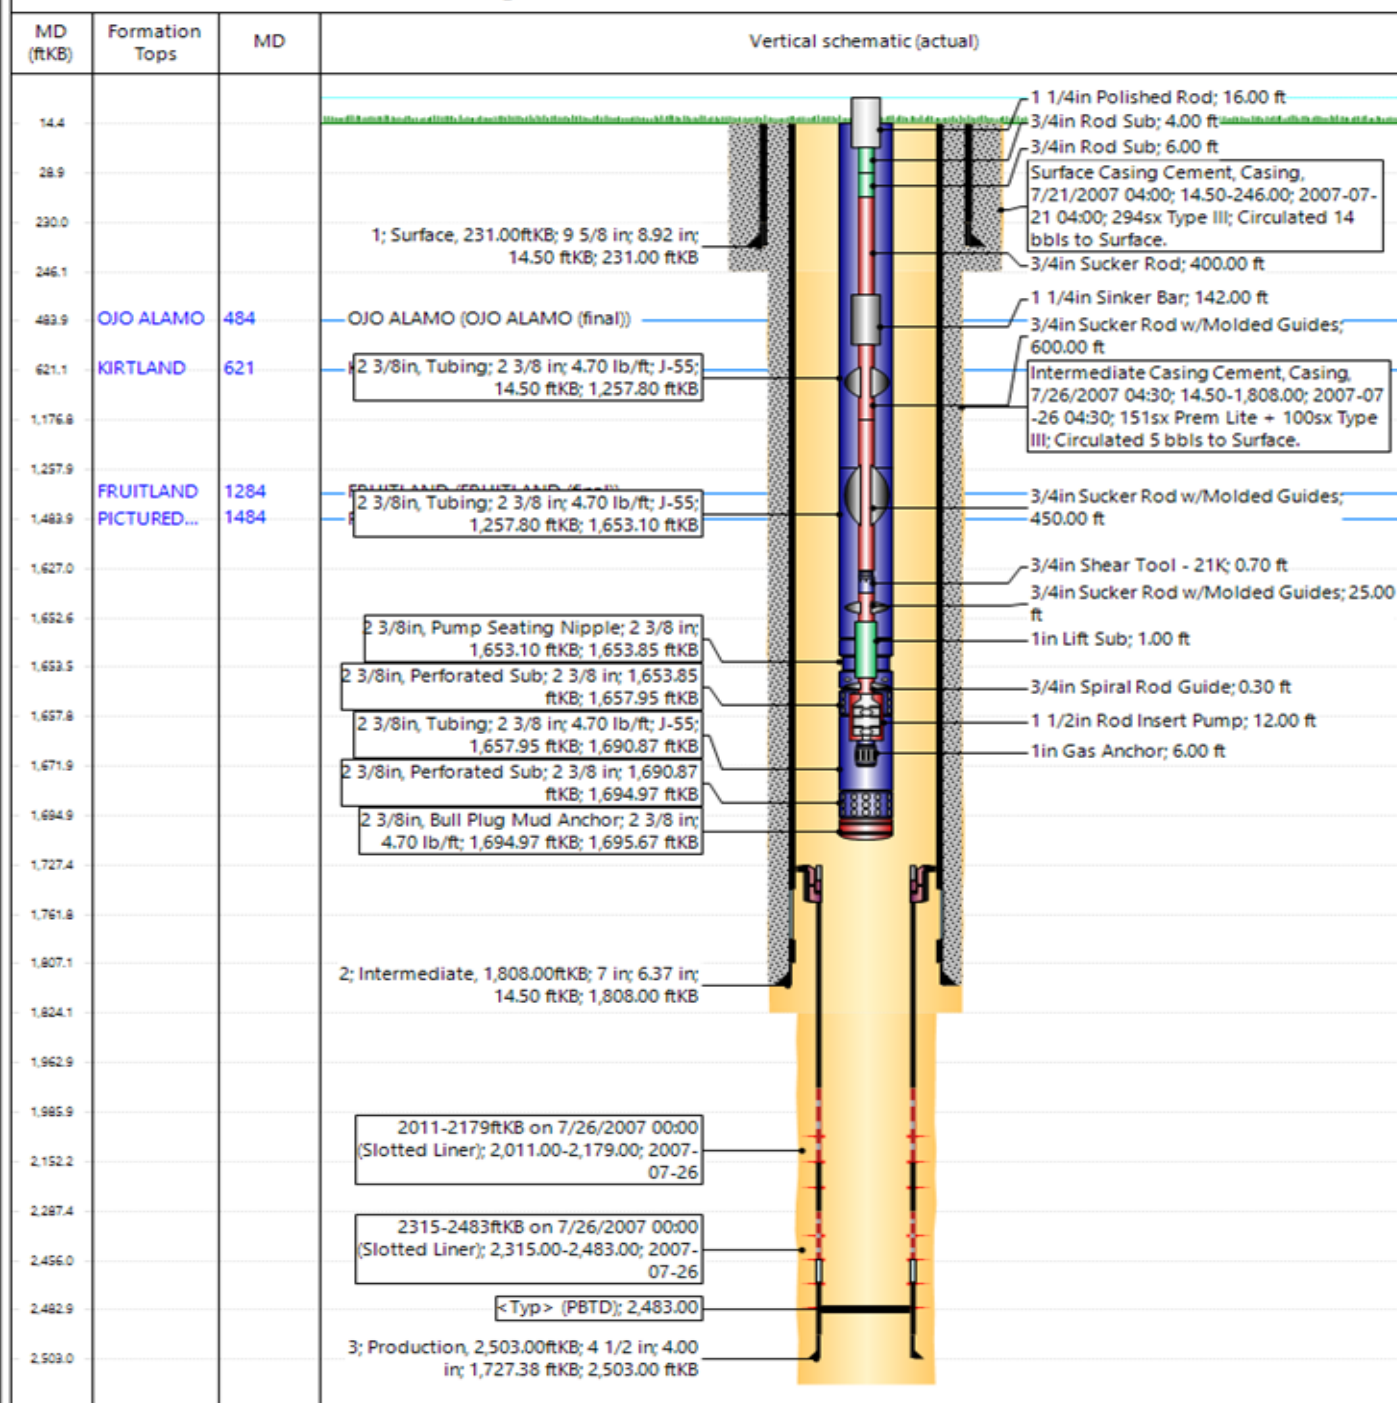 MD
(ftKB)
Formation
Tops
MD
Vertical schematic (actual)
14.4
28.9
230.0
246.1
483.9
621.1
1,176.8
1,257.9
1,483.9
1,627.0
1,652.6
1,653.5
1,657.8
1,671.9
1,694.9
1,727.4
1,761.8
1,807.1
1,824.1
1,962.9
1,985.9
2,152.2
2,287.4
2,456.0
2,482.9
2,503.0
OJO ALAMO 484
KIRTLAND 621
FRUITLAND 1284
PICTURED... 1484
1; Surface, 231.00ftKB; 9 5/8 in; 8.92 in;
14.50 ftKB; 231.00 ftKB
OJO ALAMO (OJO ALAMO (final))
2 3/8in, Tubing; 2 3/8 in; 4.70 lb/ft; J-55;
14.50 ftKB; 1,257.80 ftKB
FRUITLAND (FRUITLAND (final))
2 3/8in, Tubing; 2 3/8 in; 4.70 lb/ft; J-55;
1,257.80 ftKB; 1,653.10 ftKB
2 3/8in, Pump Seating Nipple; 2 3/8 in;
1,653.10 ftKB; 1,653.85 ftKB
2 3/8in, Perforated Sub; 2 3/8 in; 1,653.85
ftKB; 1,657.95 ftKB
2 3/8in, Tubing; 2 3/8 in; 4.70 lb/ft; J-55;
1,657.95 ftKB; 1,690.87 ftKB
2 3/8in, Perforated Sub; 2 3/8 in; 1,690.87
ftKB; 1,694.97 ftKB
2 3/8in, Bull Plug Mud Anchor; 2 3/8 in;
4.70 lb/ft; 1,694.97 ftKB; 1,695.67 ftKB
2; Intermediate, 1,808.00ftKB; 7 in; 6.37 in;
14.50 ftKB; 1,808.00 ftKB
2011-2179ftKB on 7/26/2007 00:00
(Slotted Liner); 2,011.00-2,179.00; 2007-
07-26
2315-2483ftKB on 7/26/2007 00:00
(Slotted Liner); 2,315.00-2,483.00; 2007-
07-26
<Typ> (PBTD); 2,483.00
3; Production, 2,503.00ftKB; 4 1/2 in; 4.00
in; 1,727.38 ftKB; 2,503.00 ftKB
1 1/4in Polished Rod; 16.00 ft
3/4in Rod Sub; 4.00 ft
3/4in Rod Sub; 6.00 ft
Surface Casing Cement, Casing,
7/21/2007 04:00; 14.50-246.00; 2007-07-
21 04:00; 294sx Type III; Circulated 14
bbls to Surface.
3/4in Sucker Rod; 400.00 ft
1 1/4in Sinker Bar; 142.00 ft
3/4in Sucker Rod w/Molded Guides;
600.00 ft
Intermediate Casing Cement, Casing,
7/26/2007 04:30; 14.50-1,808.00; 2007-07
-26 04:30; 151sx Prem Lite + 100sx Type
III; Circulated 5 bbls to Surface.
3/4in Sucker Rod w/Molded Guides;
450.00 ft
3/4in Shear Tool - 21K; 0.70 ft
3/4in Sucker Rod w/Molded Guides; 25.00
ft
1in Lift Sub; 1.00 ft
3/4in Spiral Rod Guide; 0.30 ft
1 1/2in Rod Insert Pump; 12.00 ft
1in Gas Anchor; 6.00 ft